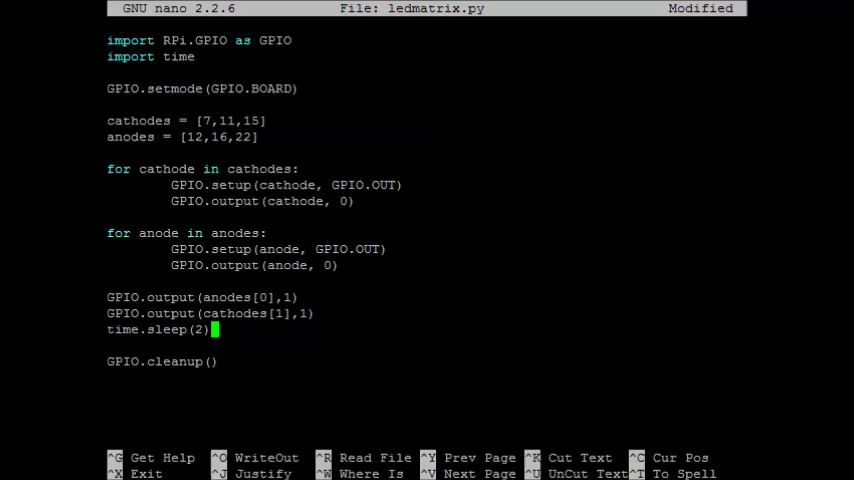 GNU nano 2.2.6 File: ledmatrix.py Modified
import RPi.GPIO as GPIO
import time
GPIO.setmode(GPIO.BOARD)
cathodes = [7,11,15]
anodes = [12,16,22]
for cathode in cathodes:
GPIO.setup(cathode, GPIO.OUT)
GPIO.output(cathode, 0)
for anode in anodes:
GPIO.setup(anode, GPIO.OUT)
GPIO.output(anode, 0)
GPIO.output(anodes[0],1)
GPIO.output(cathodes[1],1)
time.sleep(2)
GPIO.cleanup()
^G Get Help ^O WriteOut ^R Read File ^Y Prev Page ^K Cut Text ^C Cur Pos
^X Exit ^J Justify ^W Where Is ^V Next Page ^U UnCut Text^T To Spell